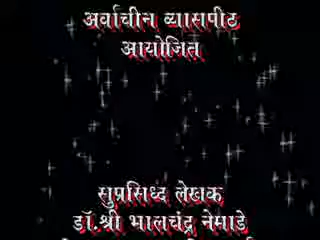 अर्वाचीन व्यासपीठ
आयोजित
सुप्रसिध्द लेखक
डॉ.श्री भालचंद्र नेमाडे